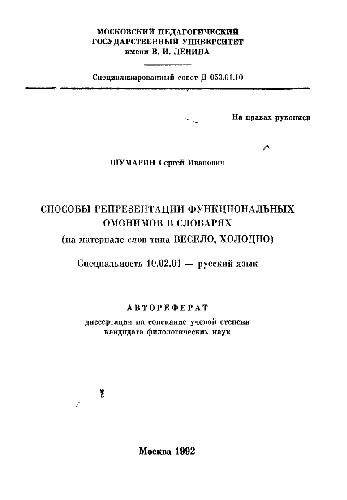 МОСКОВСКИЙ ПЕДАГОГИЧЕСКИЙ
ГОСУДАРСТВЕННЫЙ УНИВЕРСИТЕТ
имени В. И. ЛЕНИНА
Специализированный совет Д 053.01.10
На правах рукописи
ШУМАРИН Сергей Иванович
СПОСОБЫ РЕПРЕЗЕНТАЦИИ ФУНКЦИОНАЛЬНЫХ
ОМОНИМОВ В СЛОВАРЯХ
(на материале слов типа ВЕСЕЛО, ХОЛОДНО)
Специальность 10.02.01 — русский язык
АВТОРЕФЕРАТ
диссертации на соискание ученой степени
кандидата филологических наук
Москва 1992